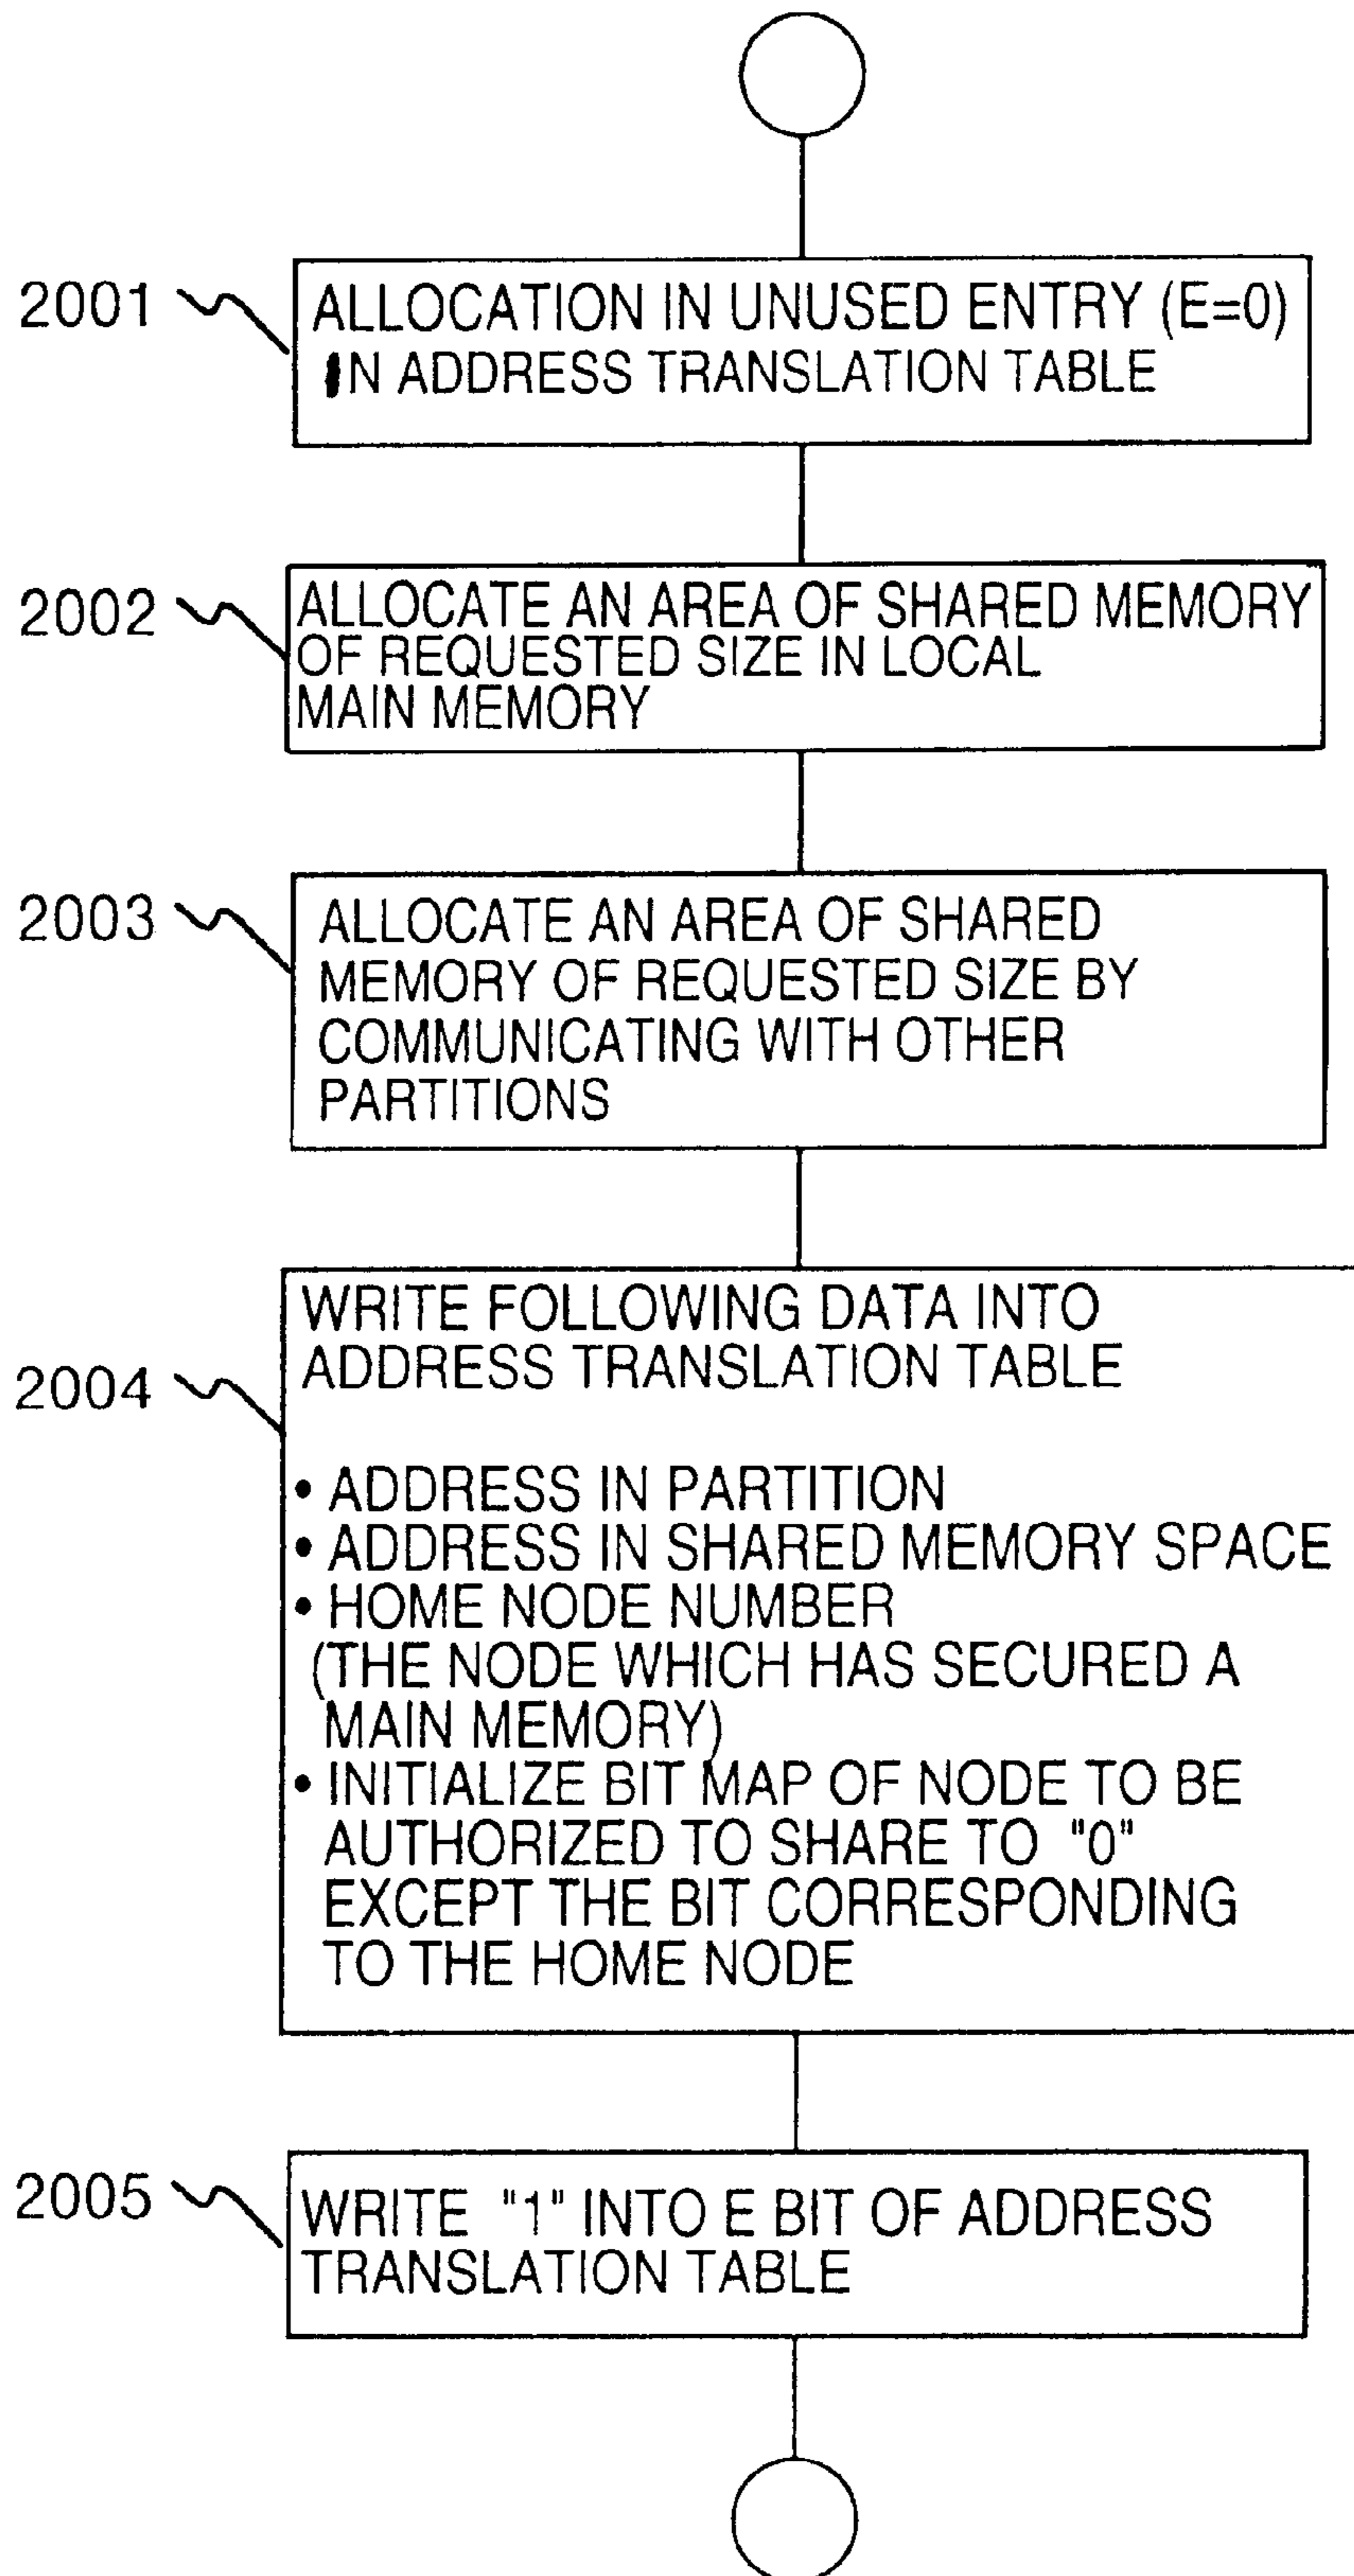 2001
ALLOCATION IN UNUSED ENTRY (E=0)
IN ADDRESS TRANSLATION TABLE
2002
ALLOCATE AN AREA OF SHARED MEMORY
OF REQUESTED SIZE IN LOCAL
MAIN MEMORY
2003
ALLOCATE AN AREA OF SHARED
MEMORY OF REQUESTED SIZE BY
COMMUNICATING WITH OTHER
PARTITIONS
2004
WRITE FOLLOWING DATA INTO
ADDRESS TRANSLATION TABLE
• ADDRESS IN PARTITION
• ADDRESS IN SHARED MEMORY SPACE
• HOME NODE NUMBER
(THE NODE WHICH HAS SECURED A
MAIN MEMORY)
• INITIALIZE BIT MAP OF NODE TO BE
AUTHORIZED TO SHARE TO "0"
EXCEPT THE BIT CORRESPONDING
TO THE HOME NODE
2005
WRITE "1" INTO E BIT OF ADDRESS
TRANSLATION TABLE